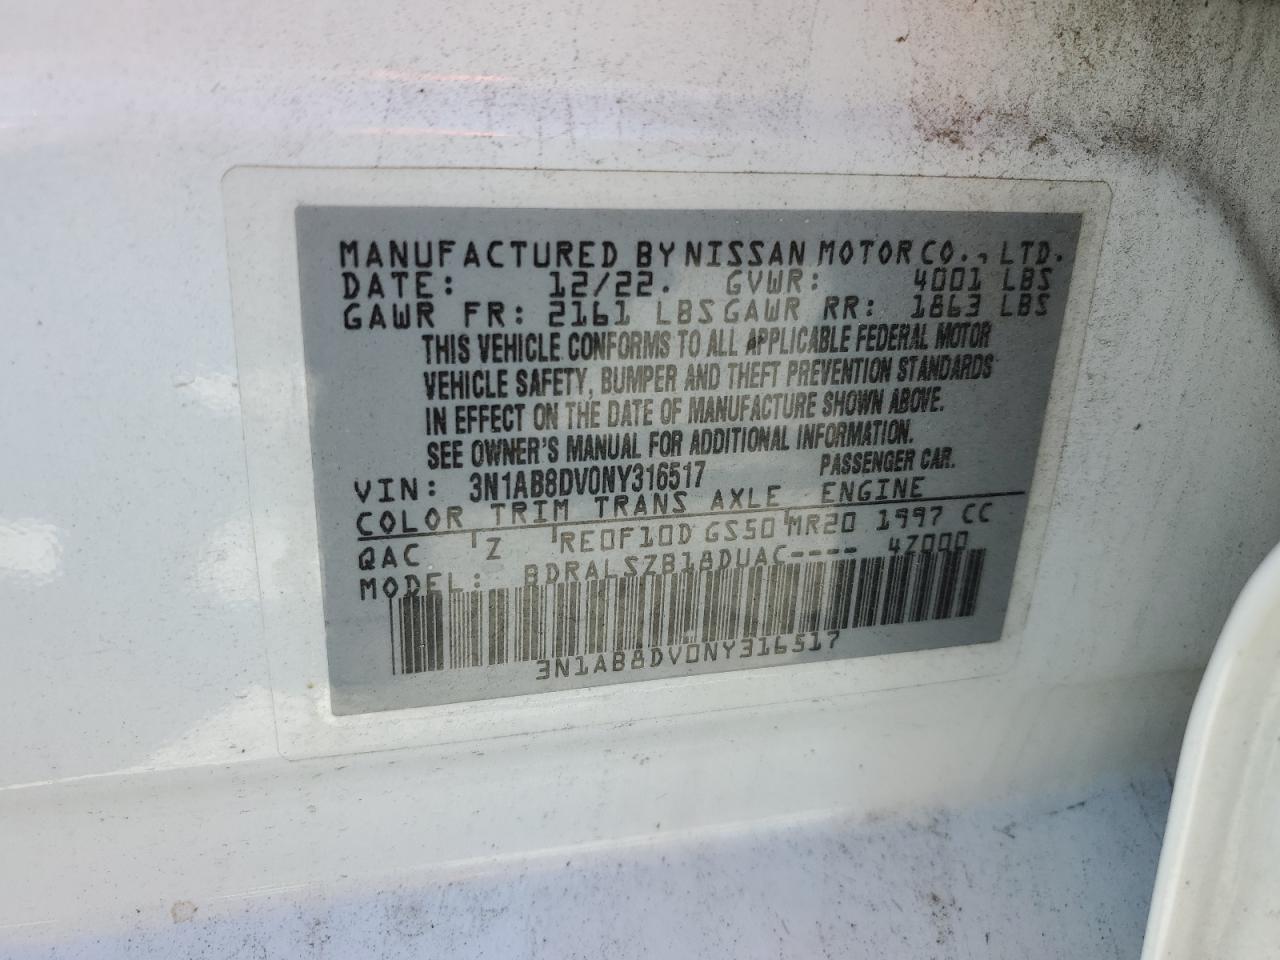 MANUFACTURED BY NISSAN MOTOR CO., LTD.
DATE: 12/22. GVWR: 4001 LBS
GAWR FR: 2161 LBS GAWR RR: 1863 LBS
THIS VEHICLE CONFORMS TO ALL APPLICABLE FEDERAL MOTOR
VEHICLE SAFETY, BUMPER AND THEFT PREVENTION STANDARDS
IN EFFECT ON THE DATE OF MANUFACTURE SHOWN ABOVE.
SEE OWNER'S MANUAL FOR ADDITIONAL INFORMATION.
VIN: 3N1AB8DV0NY316517 PASSENGER CAR.
COLOR TRIM TRANS AXLE ENGINE
QAC Z RE0F10D GS50 MR20 1997 CC
MODEL: BDRALSZB18DUAC---- 4Z000
3N1AB8DV0NY316517